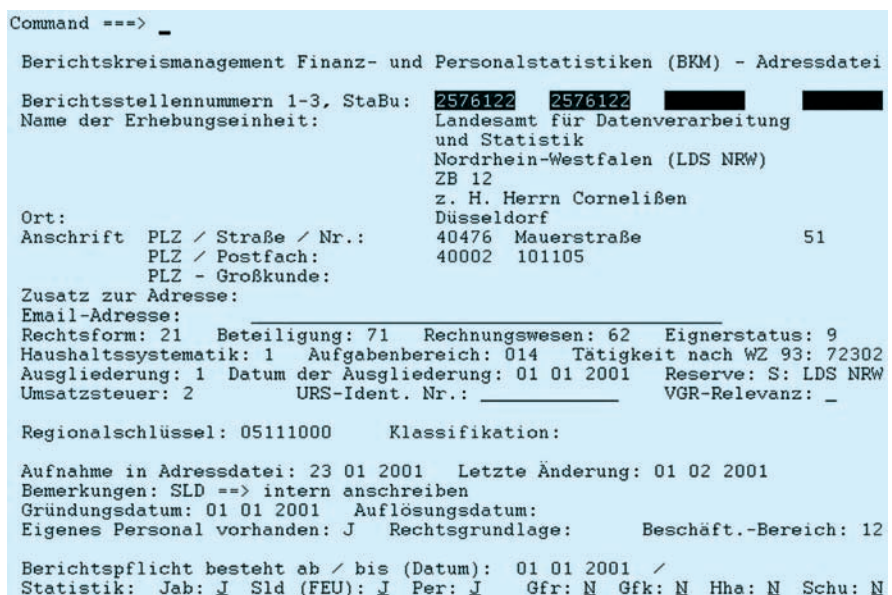 Command ===> _
Berichtskreismanagement Finanz- und Personalstatistiken (BKM) - Adressdatei
Berichtsstellennummern 1-3, StaBu: 2576122 2576122
Name der Erhebungseinheit: Landesamt für Datenverarbeitung
und Statistik
Nordrhein-Westfalen (LDS NRW)
ZB 12
z. H. Herrn Cornelißen
Ort: Düsseldorf
Anschrift PLZ / Straße / Nr.: 40476 Mauerstraße 51
PLZ / Postfach: 40002 101105
PLZ - Großkunde:
Zusatz zur Adresse:
Email-Adresse:
Rechtsform: 21 Beteiligung: 71 Rechnungswesen: 62 Eignerstatus: 9
Haushaltssystematik: 1 Aufgabenbereich: 014 Tätigkeit nach WZ 93: 72302
Ausgliederung: 1 Datum der Ausgliederung: 01 01 2001 Reserve: S: LDS NRW
Umsatzsteuer: 2 URS-Ident. Nr.: ____________ VGR-Relevanz: _
Regionalschlüssel: 05111000 Klassifikation:
Aufnahme in Adressdatei: 23 01 2001 Letzte Änderung: 01 02 2001
Bemerkungen: SLD ==> intern anschreiben
Gründungsdatum: 01 01 2001 Auflösungsdatum:
Eigenes Personal vorhanden: J Rechtsgrundlage: Beschäft.-Bereich: 12
Berichtspflicht besteht ab / bis (Datum): 01 01 2001 /
Statistik: Jab: J Sld (FEU): J Per: J Gfr: N Gfk: N Hha: N Schu: N